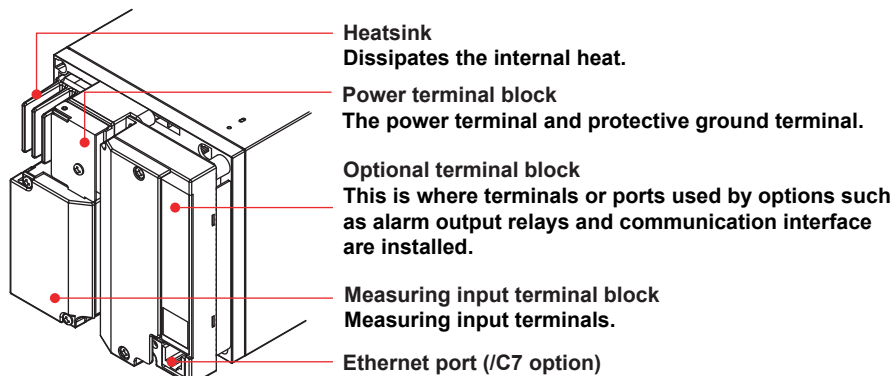 Heatsink
Dissipates the internal heat.
Power terminal block
The power terminal and protective ground terminal.
Optional terminal block
This is where terminals or ports used by options such
as alarm output relays and communication interface
are installed.
Measuring input terminal block
Measuring input terminals.
Ethernet port (/C7 option)